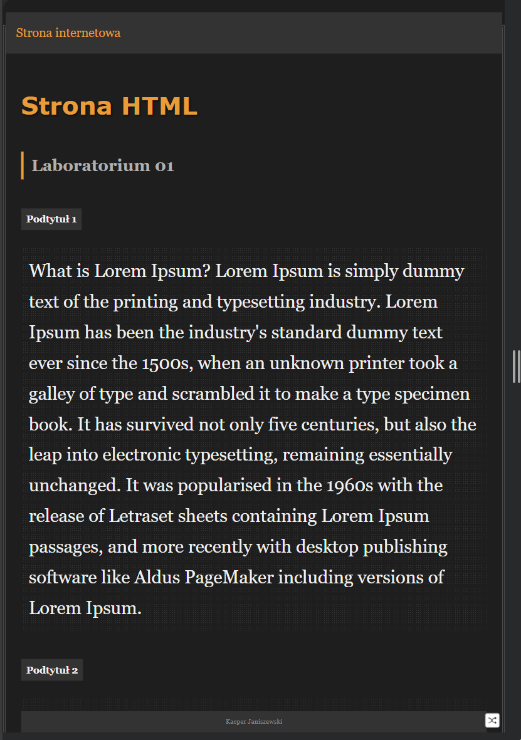 Strona internetowa
Strona HTML
Laboratorium 01
Podtytuł 1
What is Lorem Ipsum? Lorem Ipsum is simply dummy
text of the printing and typesetting industry. Lorem
Ipsum has been the industry's standard dummy text
ever since the 1500s, when an unknown printer took a
galley of type and scrambled it to make a type specimen
book. It has survived not only five centuries, but also the
leap into electronic typesetting, remaining essentially
unchanged. It was popularised in the 1960s with the
release of Letraset sheets containing Lorem Ipsum
passages, and more recently with desktop publishing
software like Aldus PageMaker including versions of
Lorem Ipsum.
Podtytuł 2
Kacper Janiszewski